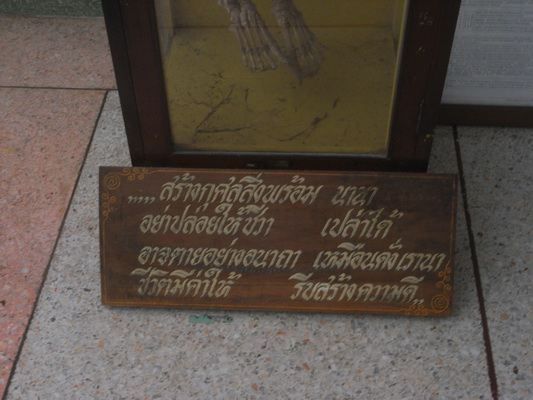 ,,,,, สร้างกุศลสิ่งพร้อม นานา
อย่าปล่อยให้ชีวา เปล่าได้
อาจตายอย่างอนาถา เหมือนดั่งเรานา
ชีวิตมีค่าให้ รีบสร้างความดี,,